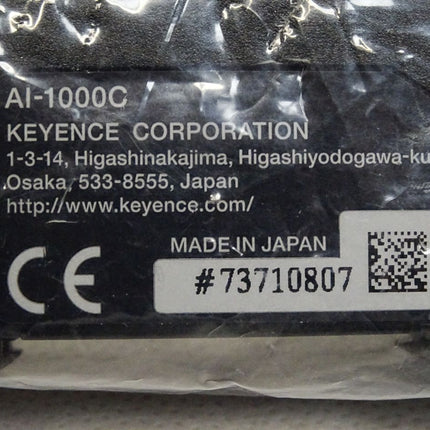 AI-1000C
KEYENCE CORPORATION
1-3-14, Higashinakajima, Higashiyodogawa-ku
Osaka, 533-8555, Japan
http://www.keyence.com/
MADE IN JAPAN
CE #73710807